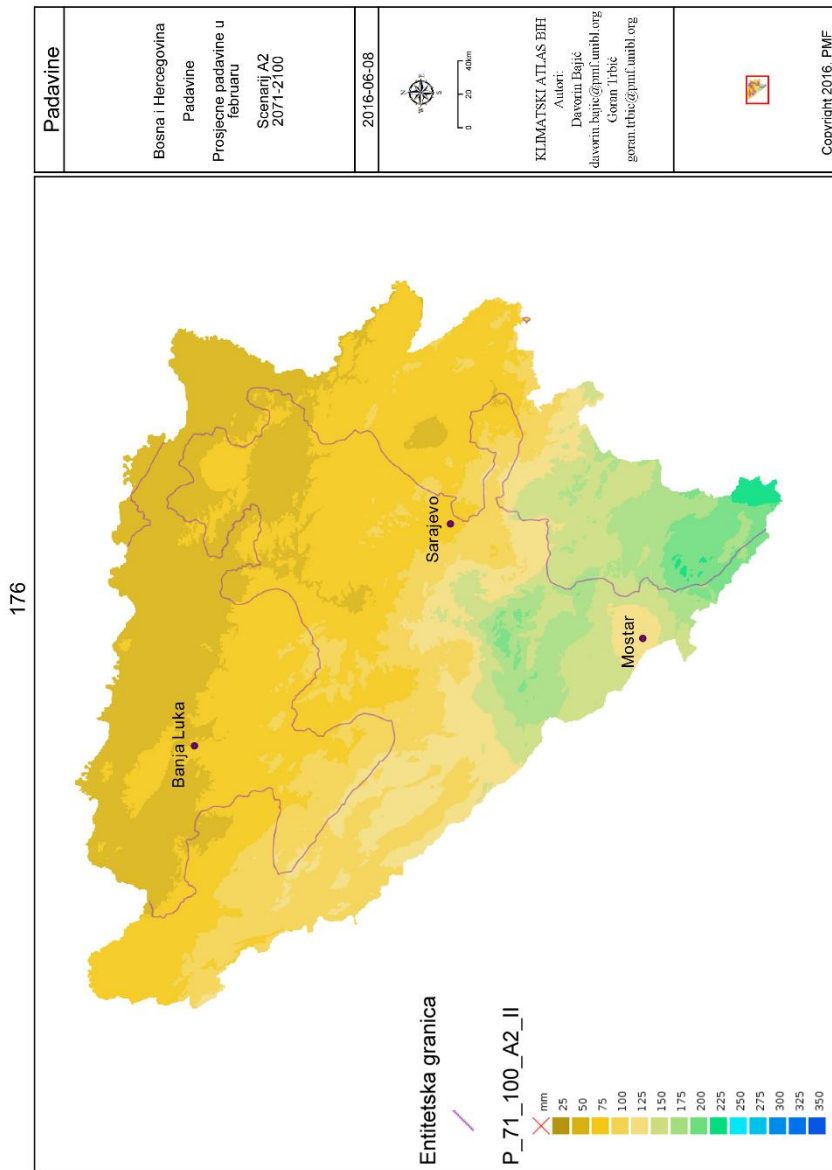 176
Padavine
Bosna i Hercegovina
Padavine
Prosjecne padavine u
februaru
Scenarij A2
2071-2100
2016-06-08
N
W
E
S
0
20
40km
KLIMATSKI ATLAS BIH
Autori:
Davorin Bajić
davorin.bajic@pmf.unibl.org
Goran Trbić
goran.trbic@pmf.unibl.org
Copyright 2016, PMF
Banja Luka
Sarajevo
Mostar
Entitetska granica
P_71_100_A2_II
mm
25
50
75
100
125
150
175
200
225
250
275
300
325
350